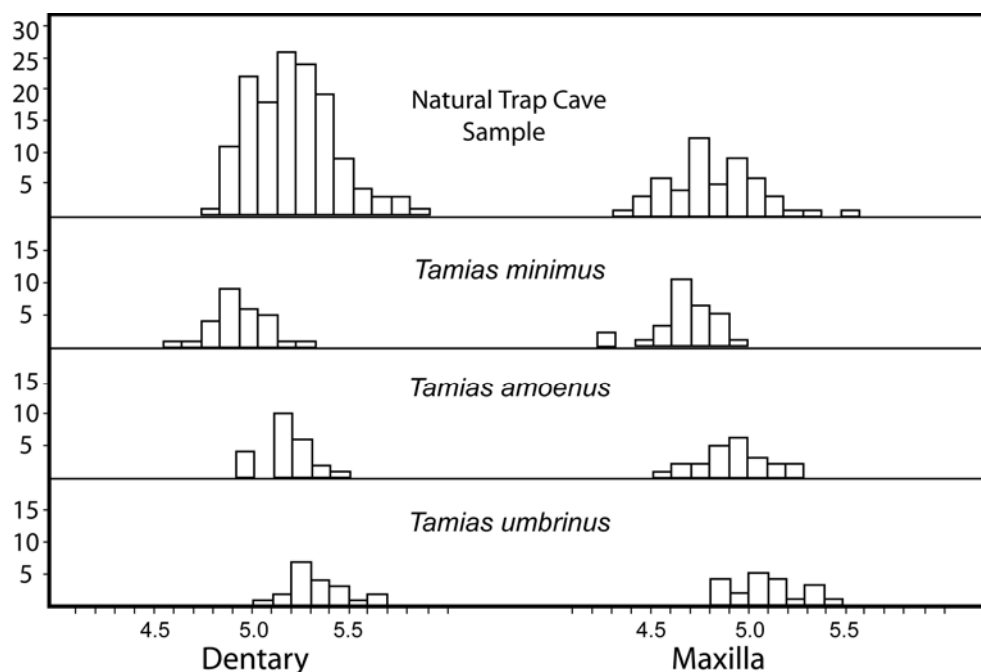 30
25
20
15
10
5
Natural Trap Cave
Sample
15
10
5
Tamias minimus
15
10
5
Tamias amoenus
15
10
5
Tamias umbrinus
4.5 5.0 5.5 4.5 5.0 5.5
Dentary Maxilla